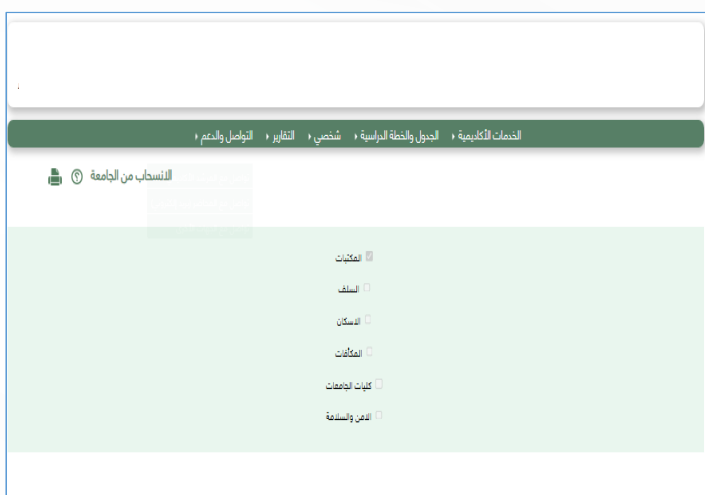 الخدمات الأكاديمية الجدول والخطة الدراسية شخصي التقارير التواصل والدعم
الانسحاب من الجامعة
المكتبات
السلف
الاسكان
المكآفات
كليات الجامعات
الامن والسلامة